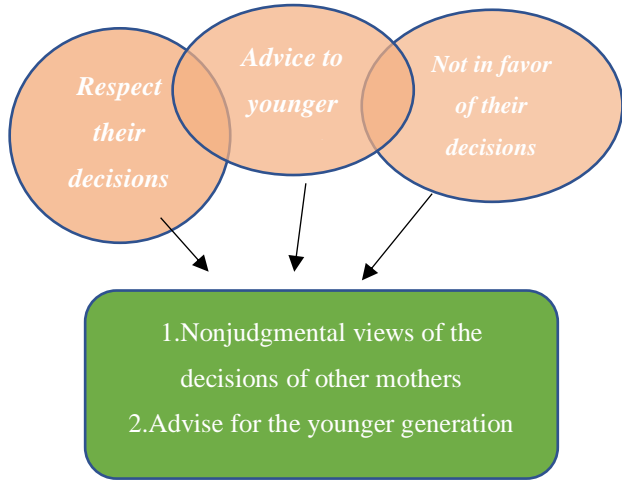 Respect
their
decisions
Advice to
younger
Not in favor
of their
decisions
1.Nonjudgmental views of the
decisions of other mothers
2.Advise for the younger generation